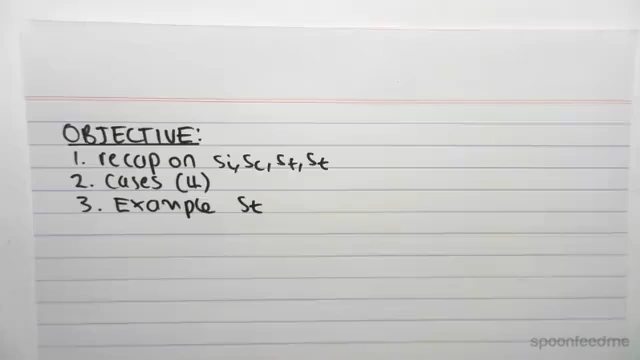 OBJECTIVE:
1. recap on Si, Sc, St, St
2. cases (4)
3. Example St
spoonfeedme